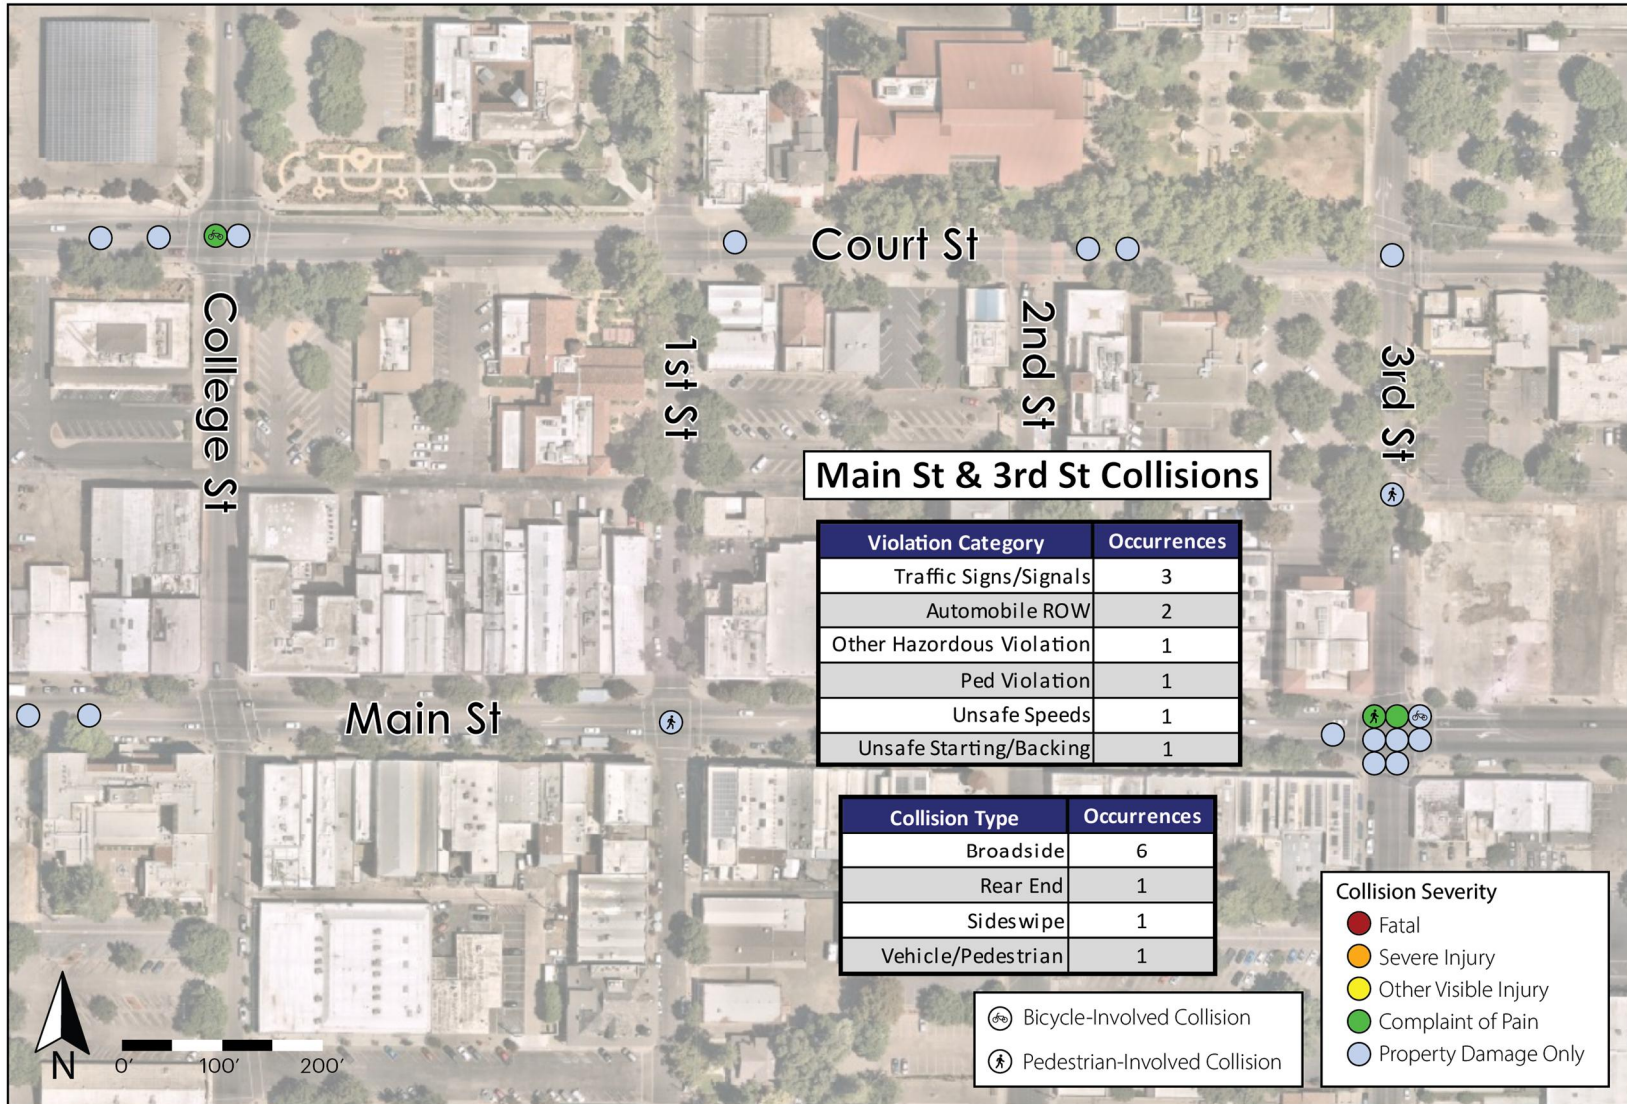 Court St
College St
1st St
2nd St
3rd St
Main St & 3rd St Collisions
Violation Category Occurrences
Traffic Signs/Signals 3
Automobile ROW 2
Other Hazordous Violation 1
Ped Violation 1
Unsafe Speeds 1
Unsafe Starting/Backing 1
Main St
Collision Type Occurrences
Broadside 6
Rear End 1
Sideswipe 1
Vehicle/Pedestrian 1
Collision Severity
Fatal
Severe Injury
Other Visible Injury
Complaint of Pain
Property Damage Only
Bicycle-Involved Collision
Pedestrian-Involved Collision
N
0' 100' 200'